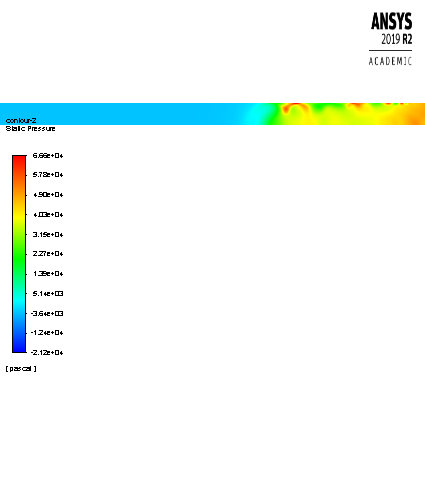 ANSYS
2019 R2
ACADEMIC
contour-2
Static Pressure
6.66e+04
5.78e+04
4.90e+04
4.03e+04
3.15e+04
2.27e+04
1.39e+04
5.14e+03
-3.64e+03
-1.24e+04
-2.12e+04
[ pascal ]